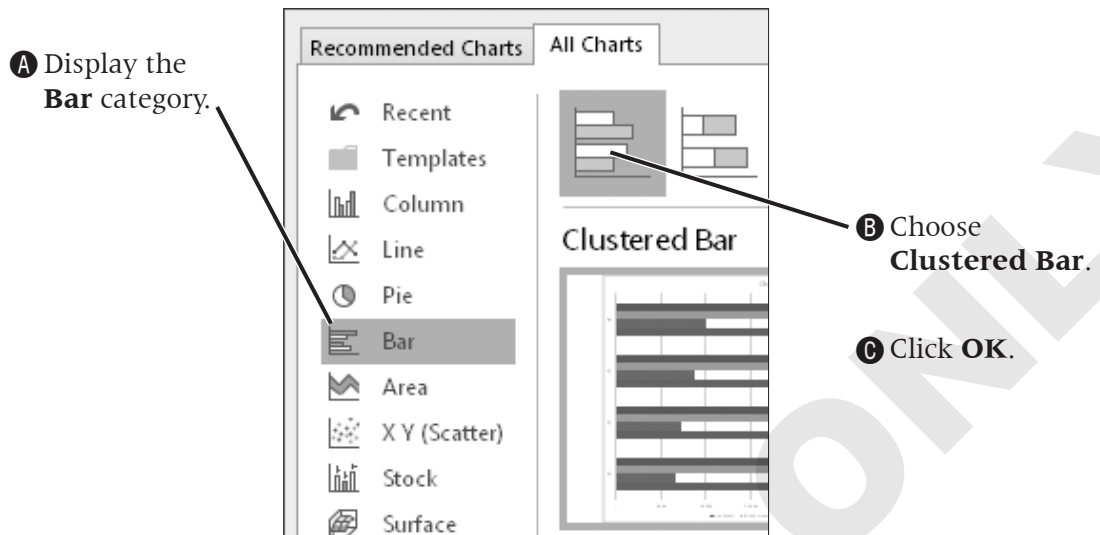 Recommended Charts
All Charts
A Display the
Bar category.
Recent
Templates
Column
Line
Pie
Bar
Area
X Y (Scatter)
Stock
Surface
Clustered Bar
B Choose
Clustered Bar.
C Click OK.
ONLY